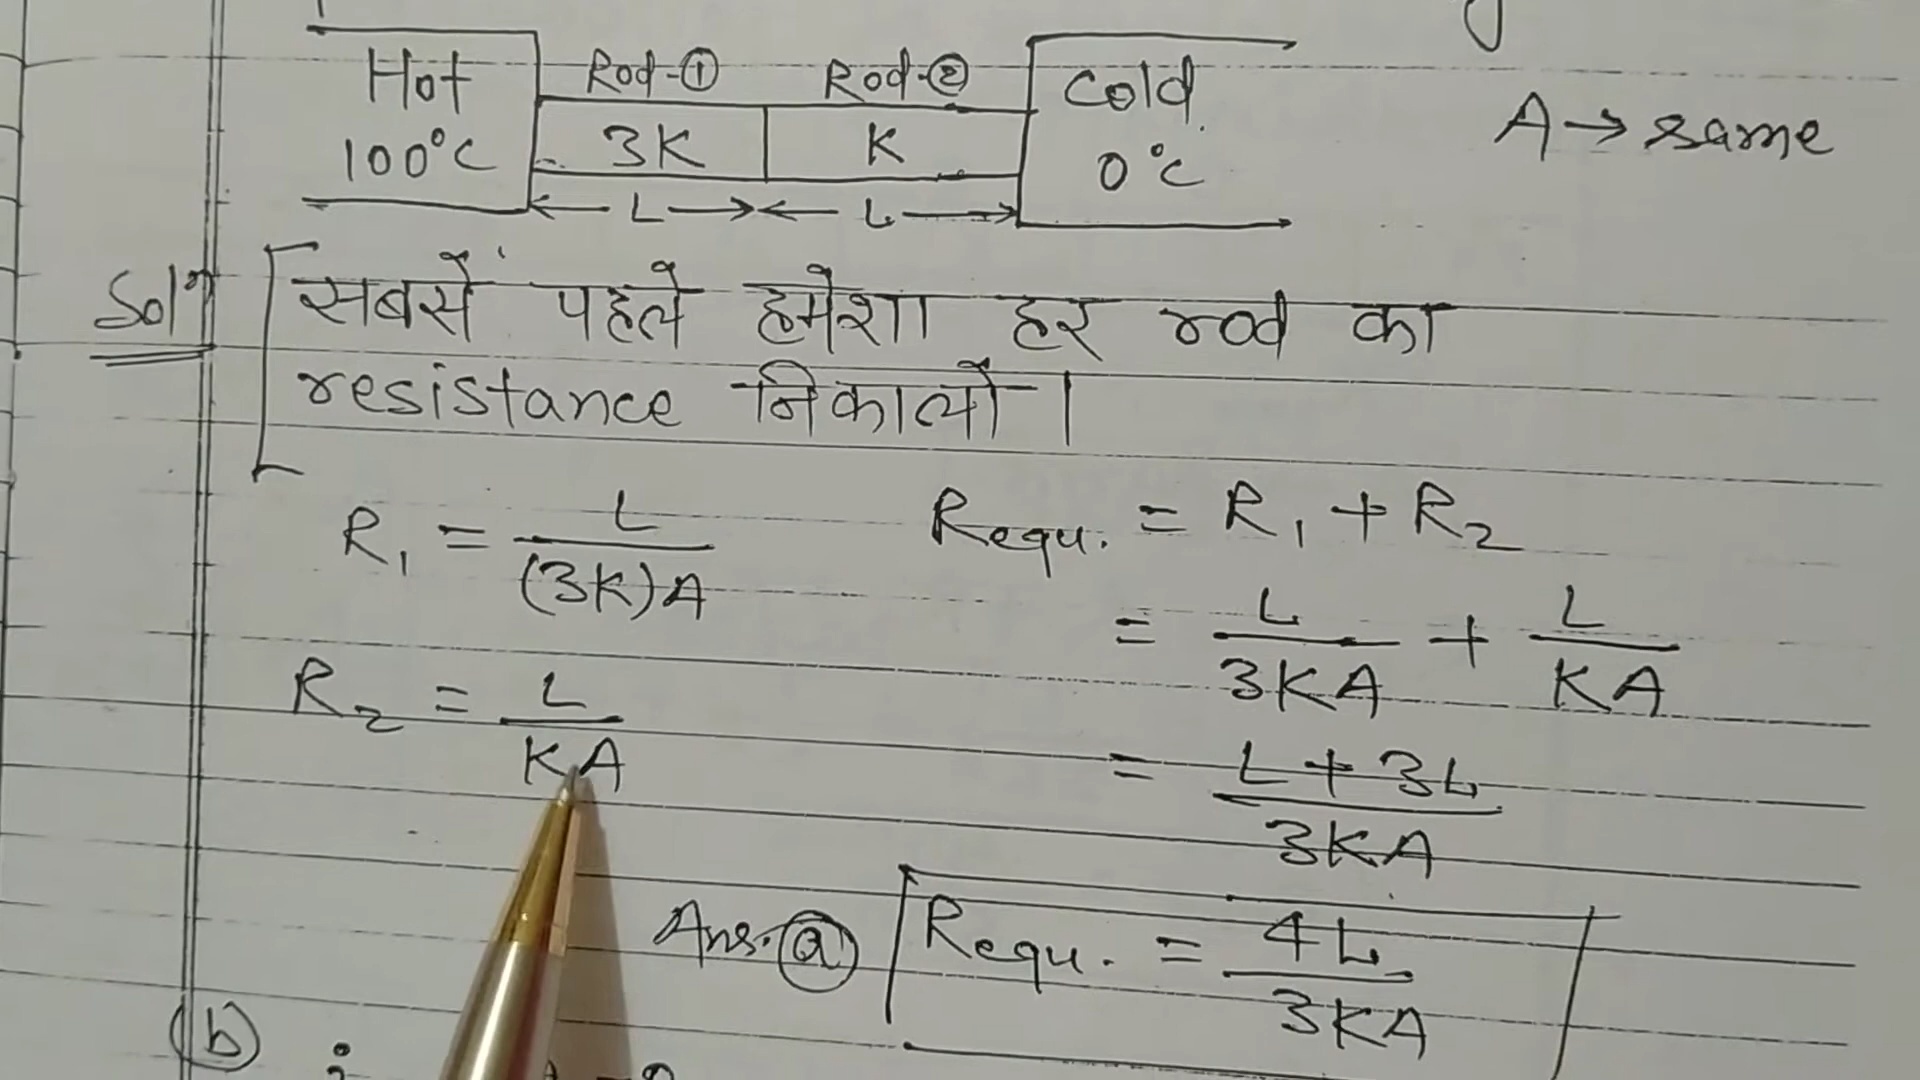 Hot Rod-① Rod-② Cold
100°C 3K K 0°C
L L
A → same
Solⁿ
सबसे पहले हमेशा हर rod का
resistance निकालो।
R₁ = L / (3K)A
R₂ = L / KA
Requ. = R₁ + R₂
= L / 3KA + L / KA
= L + 3L / 3KA
Ans. ⓐ Requ. = 4L / 3KA
(b)